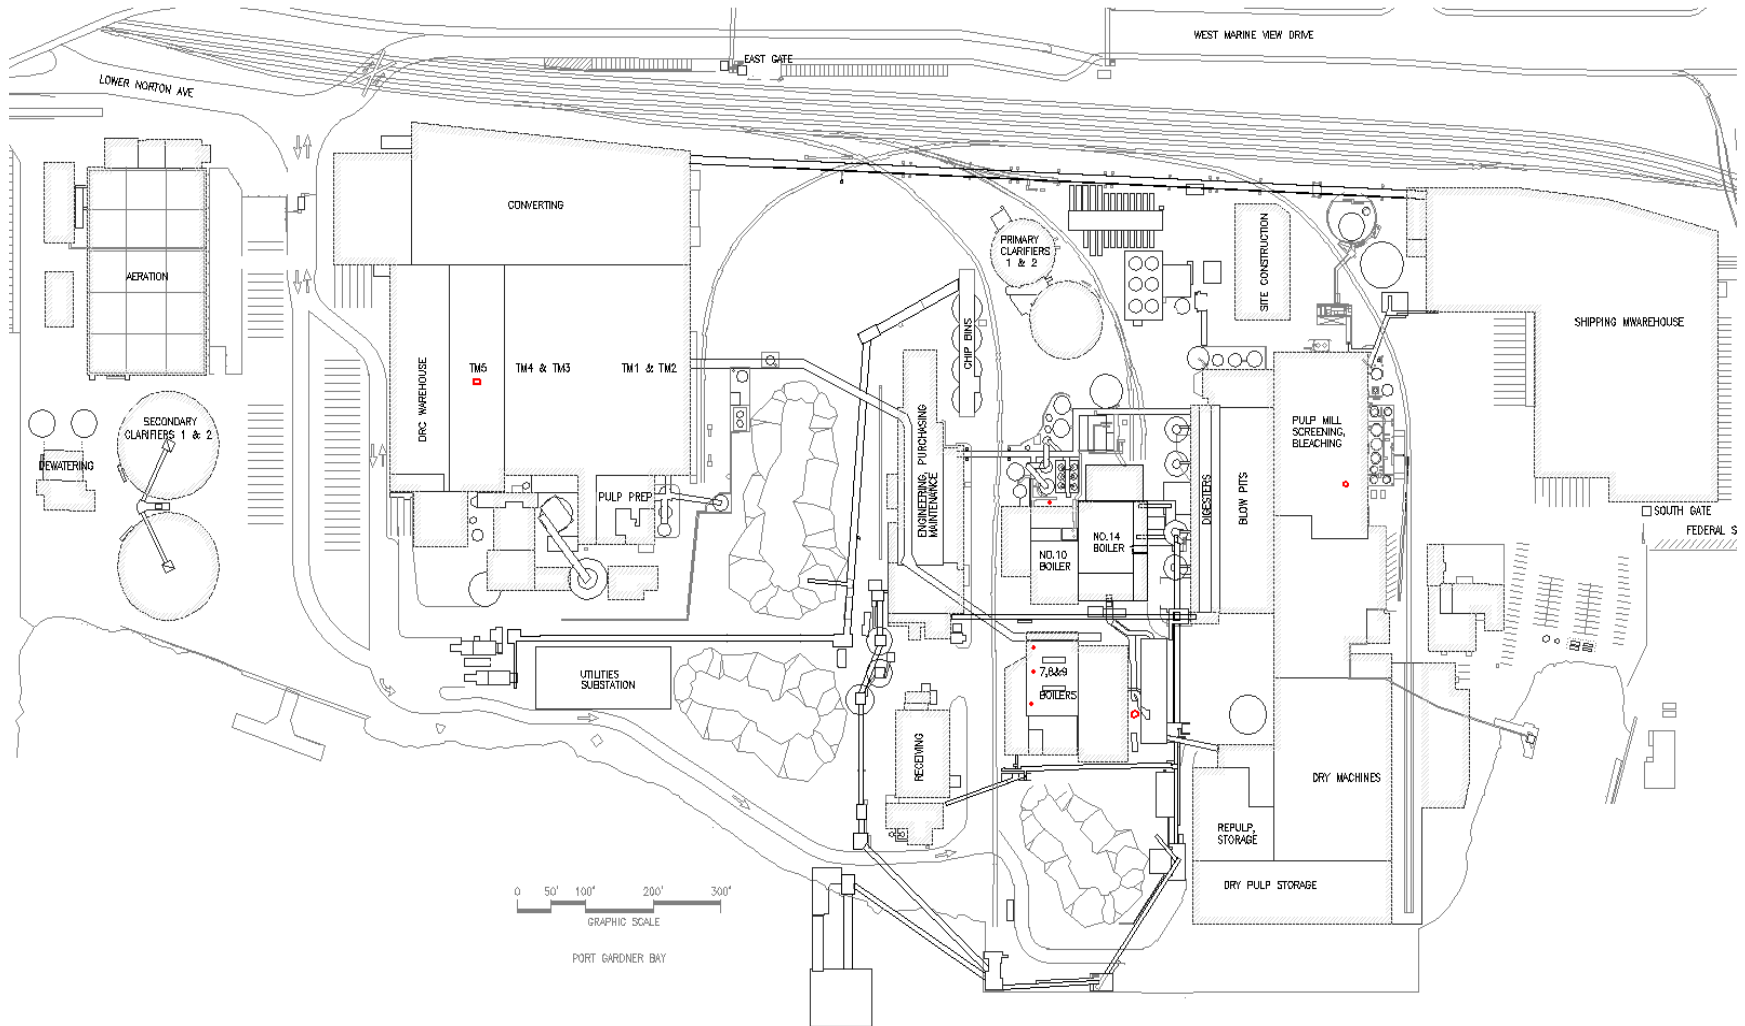 WEST MARINE VIEW DRIVE
EAST GATE
LOWER NORTON AVE
CONVERTING
AERATION
PRIMARY
CLARIFIERS
1 & 2
SITE CONSTRUCTION
SHIPPING MWAREHOUSE
CHIP BINS
DRC WAREHOUSE
TM5
TM4 & TM3
TM1 & TM2
SECONDARY
CLARIFIERS 1 & 2
DEWATERING
ENGINEERING, PURCHASING
MAINTENANCE
PULP MILL
SCREENING,
BLEACHING
DIGESTERS
BLOW PITS
PULP PREP
SOUTH GATE
FEDERAL S
NO.10
BOILER
NO.14
BOILER
UTILITIES
SUBSTATION
7,8&9
BOILERS
RECEIVING
DRY MACHINES
REPULP,
STORAGE
DRY PULP STORAGE
0 50' 100' 200' 300'
GRAPHIC SCALE
PORT GARDNER BAY